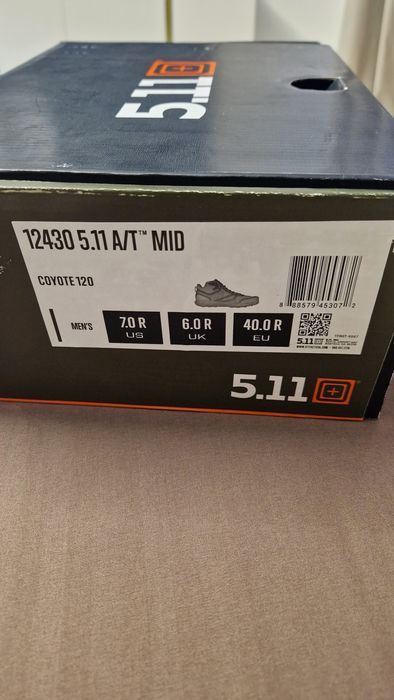 5.11
12430 5.11 A/T™ MID
COYOTE 120
8 88579 45307 2
MEN'S
7.0 R US
6.0 R UK
40.0 R EU
5.11
5.11